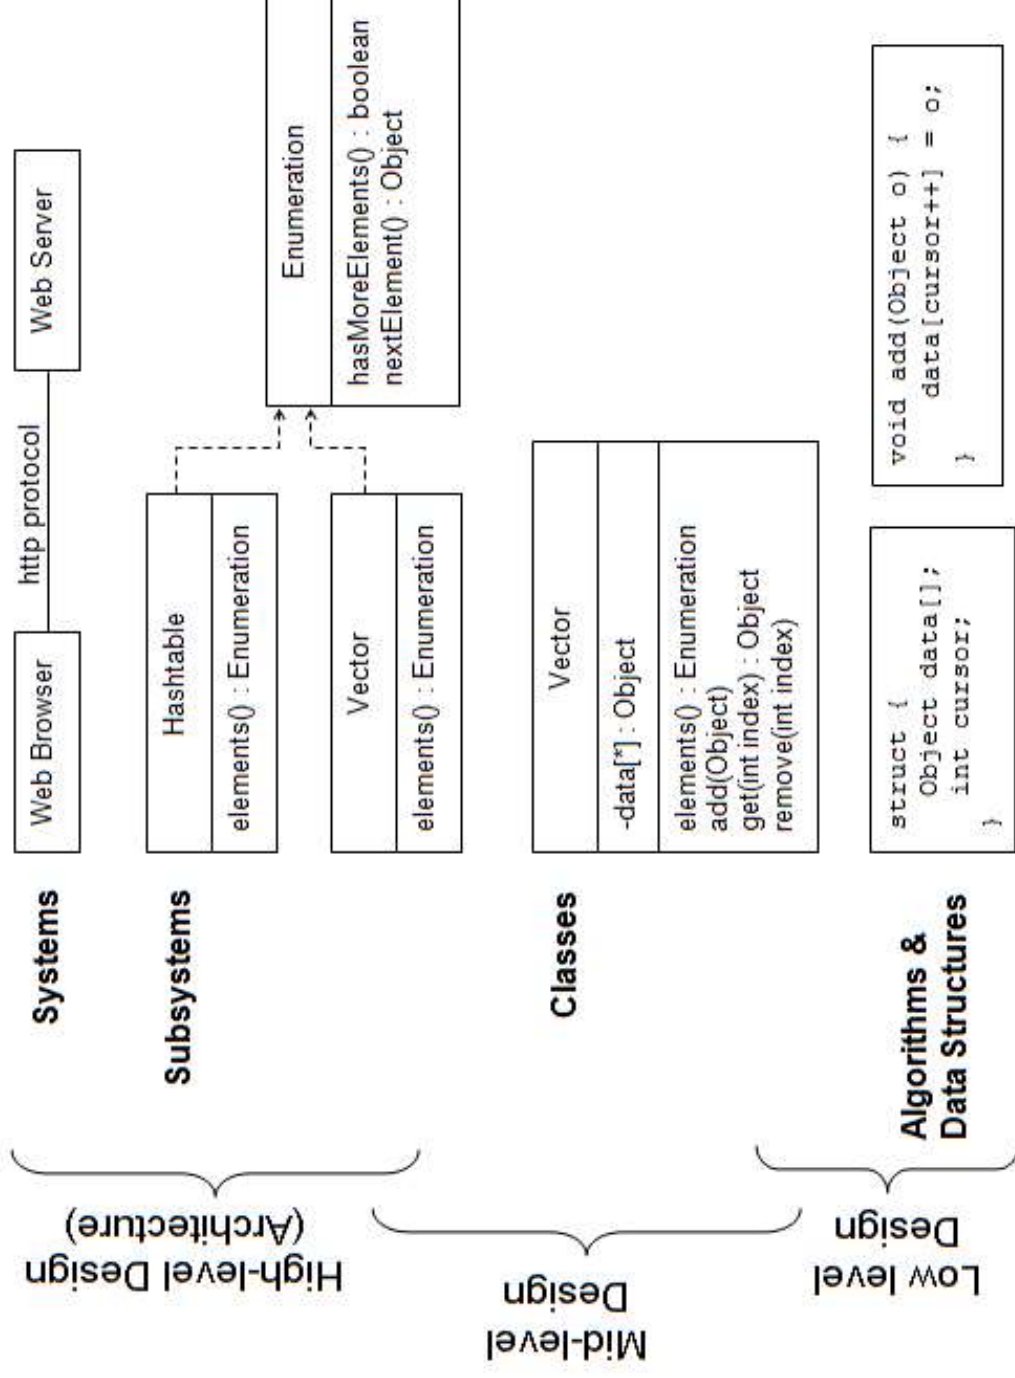 High-level Design
(Architecture)
Mid-level
Design
Low level
Design
Systems
Web Browser
http protocol
Web Server
Subsystems
Hashtable
elements() : Enumeration
Vector
elements() : Enumeration
Enumeration
hasMoreElements() : boolean
nextElement() : Object
Classes
Vector
-data[*] : Object
elements() : Enumeration
add(Object)
get(int index) : Object
remove(int index)
Algorithms &
Data Structures
struct {
Object data[];
int cursor;
}
void add(Object o) {
data[cursor++] = o;
}